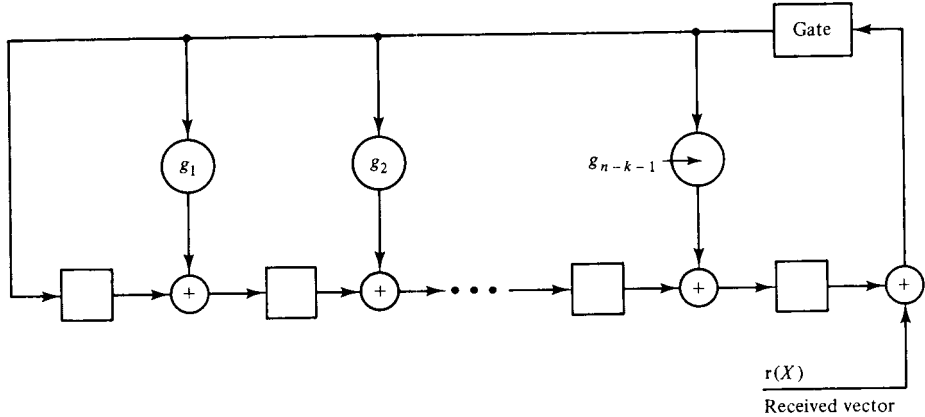 Gate
g₁
g₂
gₙ₋ₖ₋₁
+
+
+
+
r(X)
Received vector